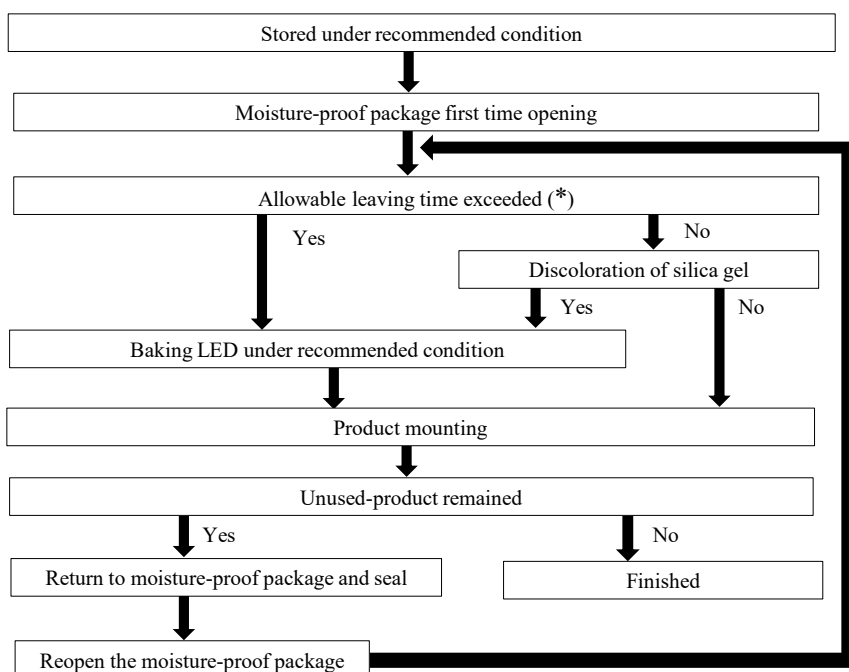 Stored under recommended condition
Moisture-proof package first time opening
Allowable leaving time exceeded (*)
Yes
No
Discoloration of silica gel
Yes
No
Baking LED under recommended condition
Product mounting
Unused-product remained
Yes
No
Return to moisture-proof package and seal
Finished
Reopen the moisture-proof package